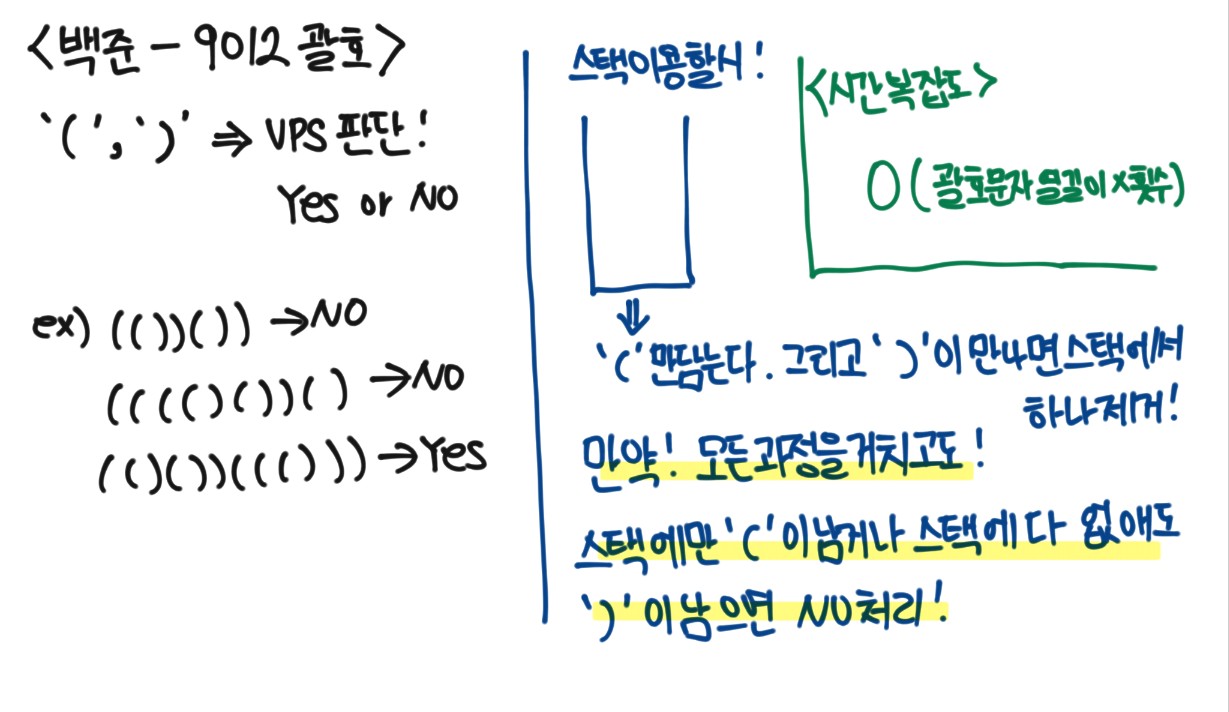 <백준 - 9012 괄호>
'(', ')' ⇒ VPS 판단!
Yes or NO
ex) (())()) →NO
(((()())() →NO
(()())((())) →Yes
스택이용할시!
<시간복잡도>
O(괄호문자열길이×횟수)
'('만담는다. 그리고 ')'이 만나면 스택에서
하나제거!
만약! 모든과정을거치고도!
스택에만 '('이남거나 스택에 다 없애도
')'이남으면 NO처리!